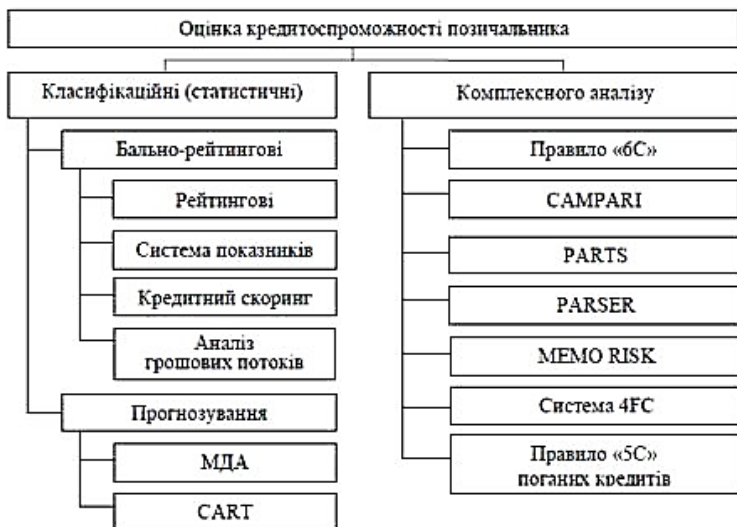 Оцінка кредитоспроможності позичальника
Класифікаційні (статистичні)
Бально-рейтингові
Рейтингові
Система показників
Кредитний скоринг
Аналіз
грошових потоків
Прогнозування
МДА
CART
Комплексного аналізу
Правило «6С»
CAMPARI
PARTS
PARSER
MEMO RISK
Система 4FC
Правило «5С»
поганих кредитів